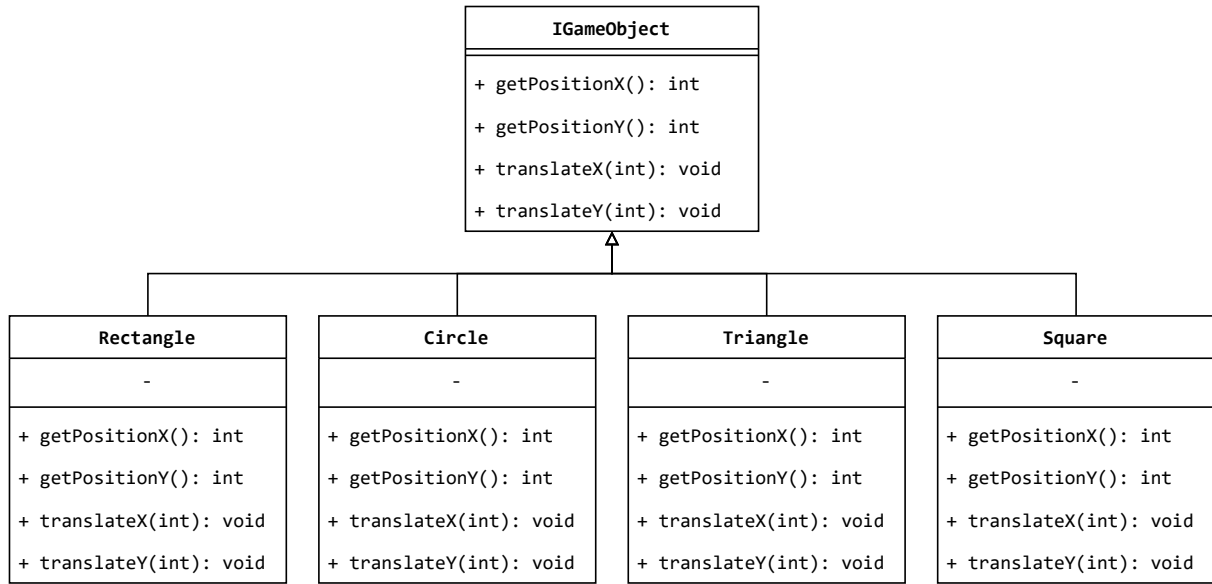 IGameObject
+ getPositionX(): int
+ getPositionY(): int
+ translateX(int): void
+ translateY(int): void
Rectangle
-
+ getPositionX(): int
+ getPositionY(): int
+ translateX(int): void
+ translateY(int): void
Circle
-
+ getPositionX(): int
+ getPositionY(): int
+ translateX(int): void
+ translateY(int): void
Triangle
-
+ getPositionX(): int
+ getPositionY(): int
+ translateX(int): void
+ translateY(int): void
Square
-
+ getPositionX(): int
+ getPositionY(): int
+ translateX(int): void
+ translateY(int): void